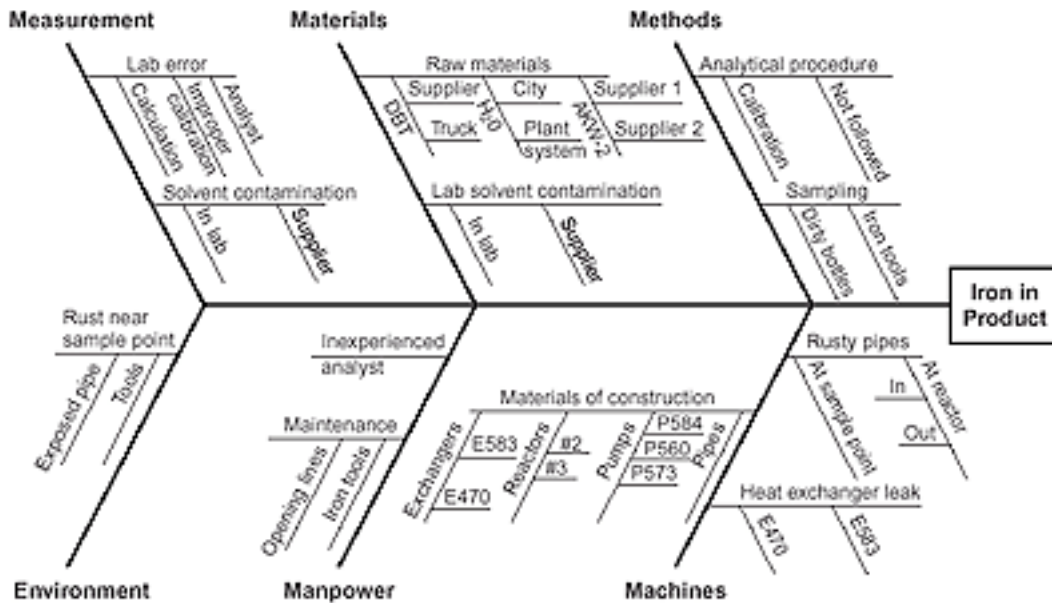 Measurement
Materials
Methods
Lab error
Calculation
Improper
calibration
Analyst
Solvent contamination
In lab
Supplier
Raw materials
DBT
Supplier
Truck
H₂0
City
Plant
system
AKW-2
Supplier 1
Supplier 2
Lab solvent contamination
In lab
Supplier
Analytical procedure
Calibration
Not followed
Sampling
Dirty bottles
Iron tools
Iron in
Product
Rust near
sample point
Exposed pipe
Tools
Inexperienced
analyst
Maintenance
Opening lines
Iron tools
Materials of construction
Exchangers
E583
E470
Reactors
#2
#3
Pumps
P584
P560
P573
Pipes
Rusty pipes
At sample point
At reactor
In
Out
Heat exchanger leak
E470
E583
Environment
Manpower
Machines